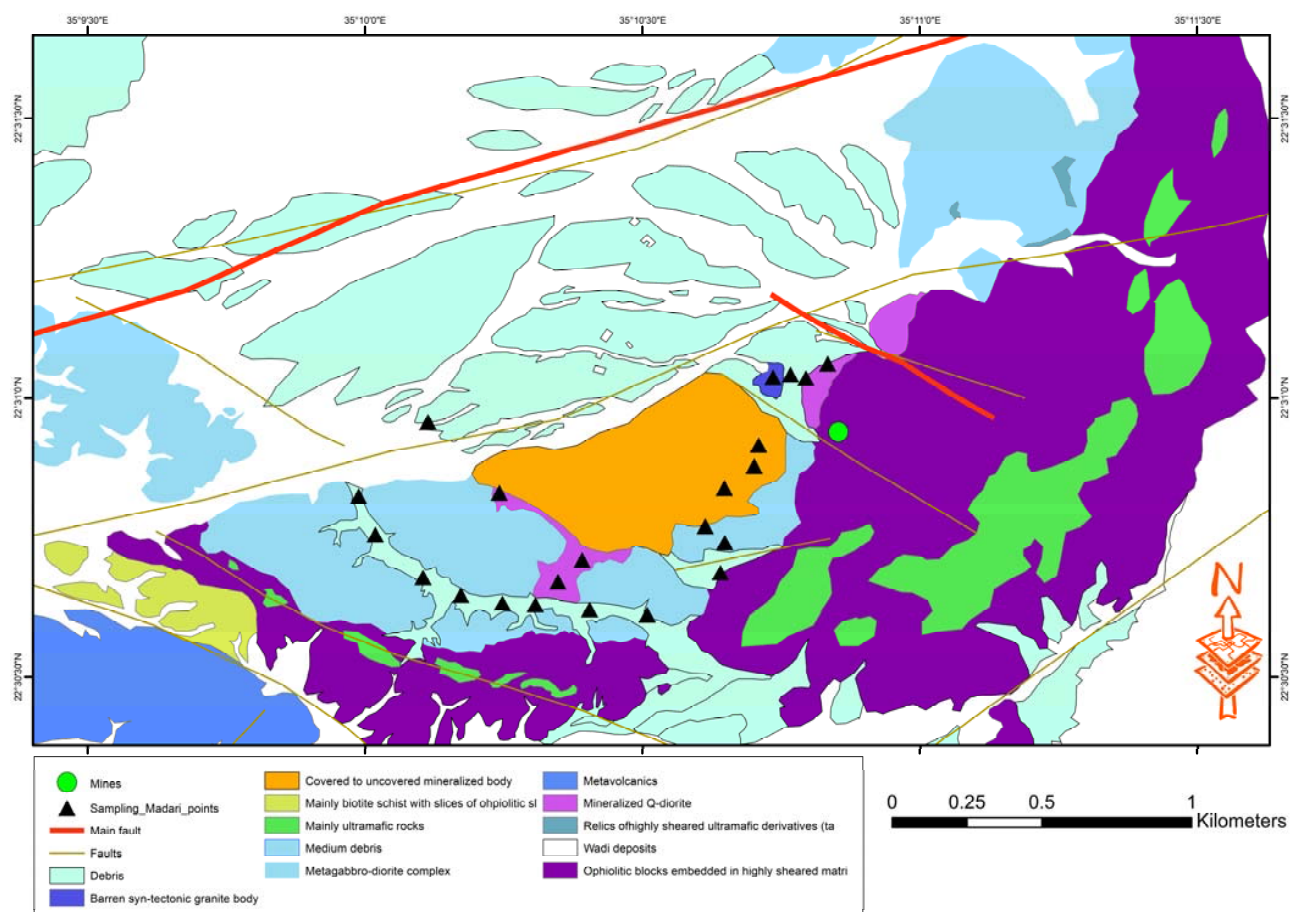 35°9'30"E 35°10'0"E 35°10'30"E 35°11'0"E 35°11'30"E
22°31'30"N 22°31'30"N
22°31'0"N 22°31'0"N
N
22°30'30"N 22°30'30"N
Mines
Sampling_Madari_points
Main fault
Faults
Debris
Barren syn-tectonic granite body
Covered to uncovered mineralized body
Mainly biotite schist with slices of ohpiolitic sl
Mainly ultramafic rocks
Medium debris
Metagabbro-diorite complex
Metavolcanics
Mineralized Q-diorite
Relics ofhighly sheared ultramafic derivatives (ta
Wadi deposits
Ophiolitic blocks embedded in highly sheared matri
0 0.25 0.5 1
Kilometers